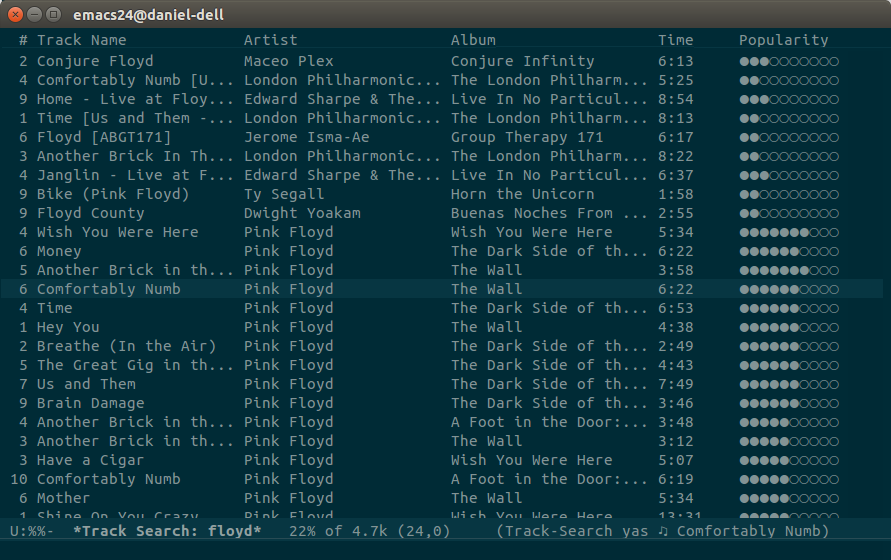 emacs24@daniel-dell
# Track Name Artist Album Time Popularity
2 Conjure Floyd Maceo Plex Conjure Infinity 6:13 ●●●○○○○○○○
4 Comfortably Numb [U... London Philharmonic... The London Philharm... 5:25 ●●○○○○○○○○
9 Home - Live at Floy... Edward Sharpe & The... Live In No Particul... 8:54 ●●●○○○○○○○
1 Time [Us and Them -... London Philharmonic... The London Philharm... 8:13 ●●○○○○○○○○
6 Floyd [ABGT171] Jerome Isma-Ae Group Therapy 171 6:17 ●●○○○○○○○○
3 Another Brick In Th... London Philharmonic... The London Philharm... 8:22 ●●○○○○○○○○
4 Janglin - Live at F... Edward Sharpe & The... Live In No Particul... 6:37 ●●●○○○○○○○
9 Bike (Pink Floyd) Ty Segall Horn the Unicorn 1:58 ●●○○○○○○○○
9 Floyd County Dwight Yoakam Buenas Noches From ... 2:55 ●●○○○○○○○○
4 Wish You Were Here Pink Floyd Wish You Were Here 5:34 ●●●●●●●○○○
6 Money Pink Floyd The Dark Side of th... 6:22 ●●●●●●○○○○
5 Another Brick in th... Pink Floyd The Wall 3:58 ●●●●●●●○○○
6 Comfortably Numb Pink Floyd The Wall 6:22 ●●●●●●○○○○
4 Time Pink Floyd The Dark Side of th... 6:53 ●●●●●●○○○○
1 Hey You Pink Floyd The Wall 4:38 ●●●●●●○○○○
2 Breathe (In the Air) Pink Floyd The Dark Side of th... 2:49 ●●●●●●○○○○
5 The Great Gig in th... Pink Floyd The Dark Side of th... 4:43 ●●●●●●○○○○
7 Us and Them Pink Floyd The Dark Side of th... 7:49 ●●●●●●○○○○
9 Brain Damage Pink Floyd The Dark Side of th... 3:46 ●●●●●●○○○○
4 Another Brick in th... Pink Floyd A Foot in the Door:... 3:48 ●●●●●○○○○○
3 Another Brick in th... Pink Floyd The Wall 3:12 ●●●●●○○○○○
3 Have a Cigar Pink Floyd Wish You Were Here 5:07 ●●●●●○○○○○
10 Comfortably Numb Pink Floyd A Foot in the Door:... 6:19 ●●●●●○○○○○
6 Mother Pink Floyd The Wall 5:34 ●●●●●○○○○○
1 Shine On You Crazy Pink Floyd Wish You Were Here 13:31 ●●●●●○○○○○
U:%%- *Track Search: floyd* 22% of 4.7k (24,0) (Track-Search yas ♫ Comfortably Numb)